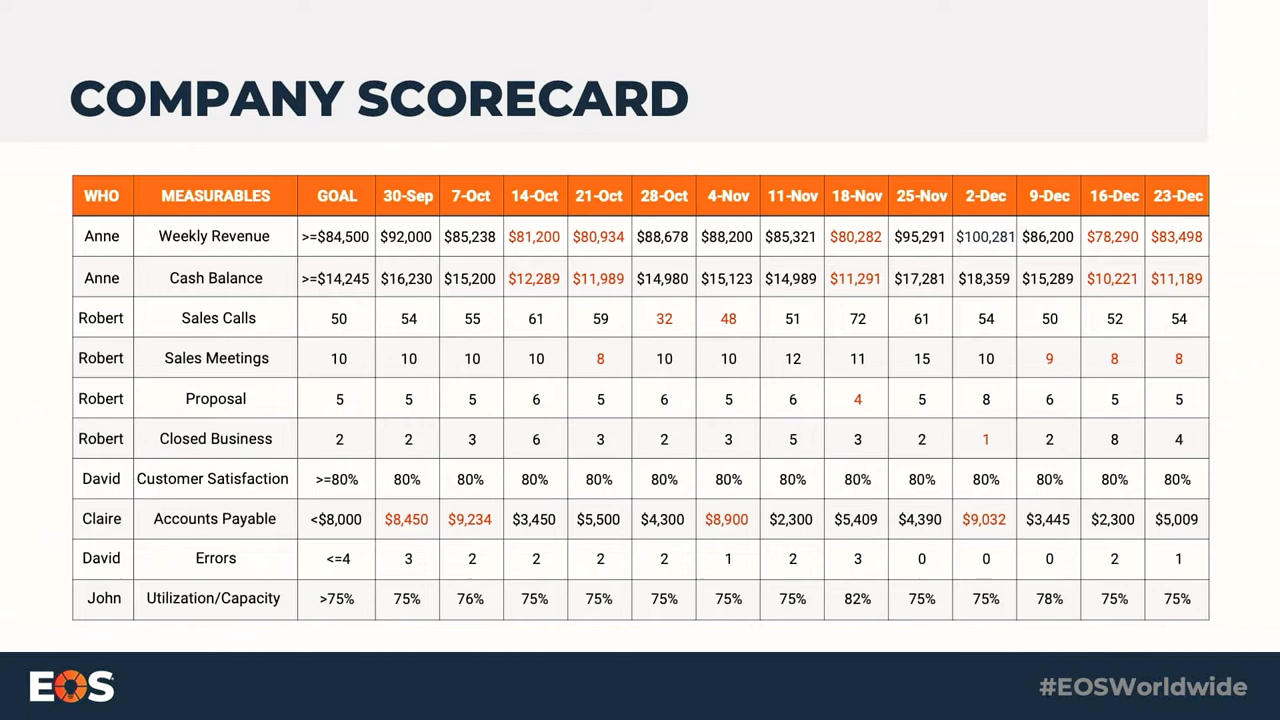 COMPANY SCORECARD
WHO MEASURABLES GOAL 30-Sep 7-Oct 14-Oct 21-Oct 28-Oct 4-Nov 11-Nov 18-Nov 25-Nov 2-Dec 9-Dec 16-Dec 23-Dec
Anne Weekly Revenue >=$84,500 $92,000 $85,238 $81,200 $80,934 $88,678 $88,200 $85,321 $80,282 $95,291 $100,281 $86,200 $78,290 $83,498
Anne Cash Balance >=$14,245 $16,230 $15,200 $12,289 $11,989 $14,980 $15,123 $14,989 $11,291 $17,281 $18,359 $15,289 $10,221 $11,189
Robert Sales Calls 50 54 55 61 59 32 48 51 72 61 54 50 52 54
Robert Sales Meetings 10 10 10 10 8 10 10 12 11 15 10 9 8 8
Robert Proposal 5 5 5 6 5 6 5 6 4 5 8 6 5 5
Robert Closed Business 2 2 3 6 3 2 3 5 3 2 1 2 8 4
David Customer Satisfaction >=80% 80% 80% 80% 80% 80% 80% 80% 80% 80% 80% 80% 80% 80%
Claire Accounts Payable <$8,000 $8,450 $9,234 $3,450 $5,500 $4,300 $8,900 $2,300 $5,409 $4,390 $9,032 $3,445 $2,300 $5,009
David Errors <=4 3 2 2 2 2 1 2 3 0 0 0 2 1
John Utilization/Capacity >75% 75% 76% 75% 75% 75% 75% 75% 82% 75% 75% 78% 75% 75%
EOS
#EOSWorldwide